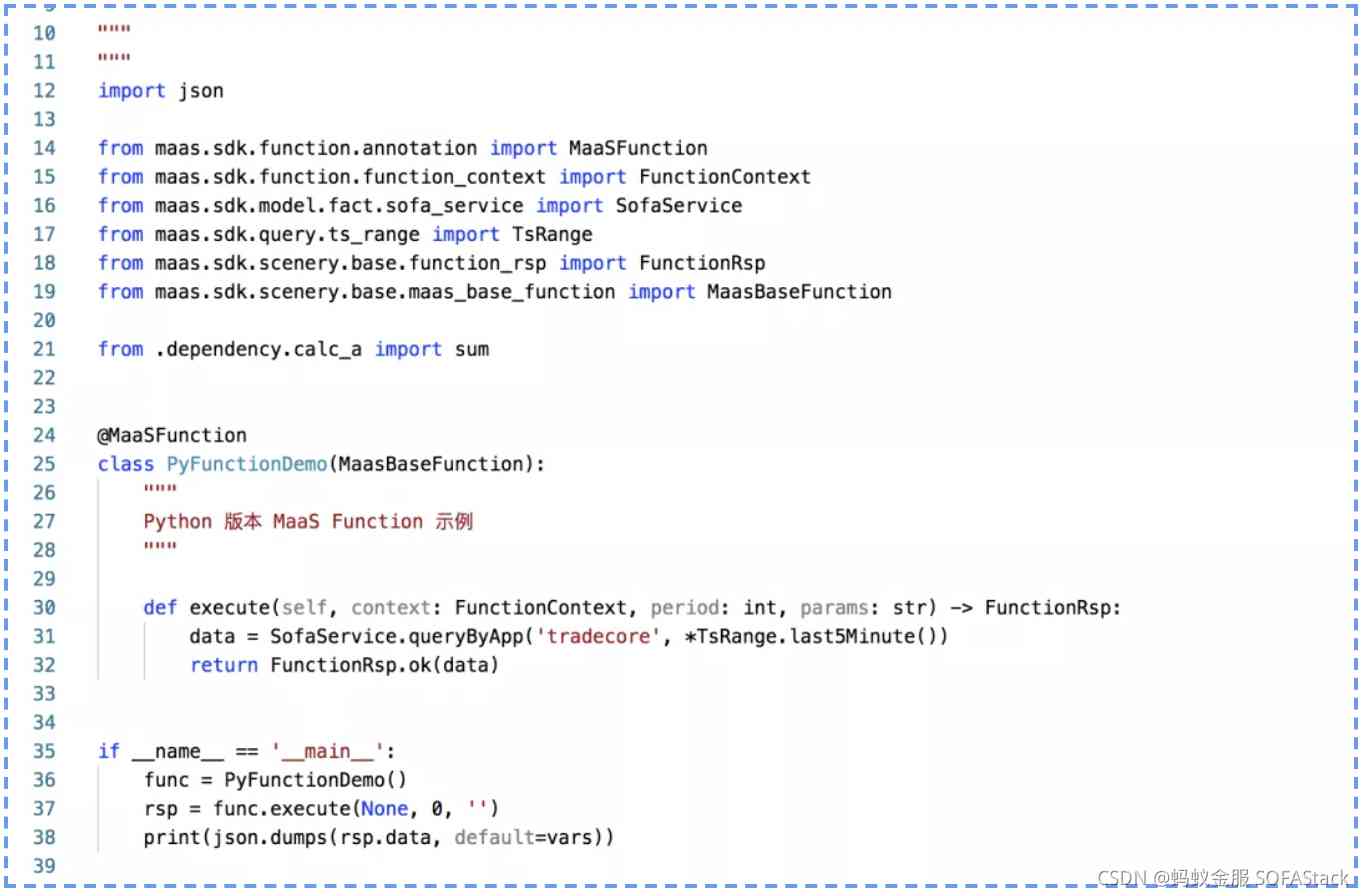 10 """
11 """
12 import json
13
14 from maas.sdk.function.annotation import MaaSFunction
15 from maas.sdk.function.function_context import FunctionContext
16 from maas.sdk.model.fact.sofa_service import SofaService
17 from maas.sdk.query.ts_range import TsRange
18 from maas.sdk.scenery.base.function_rsp import FunctionRsp
19 from maas.sdk.scenery.base.maas_base_function import MaasBaseFunction
20
21 from .dependency.calc_a import sum
22
23
24 @MaaSFunction
25 class PyFunctionDemo(MaasBaseFunction):
26     """
27     Python 版本 MaaS Function 示例
28     """
29
30     def execute(self, context: FunctionContext, period: int, params: str) -> FunctionRsp:
31         data = SofaService.queryByApp('tradecore', *TsRange.last5Minute())
32         return FunctionRsp.ok(data)
33
34
35 if __name__ == '__main__':
36     func = PyFunctionDemo()
37     rsp = func.execute(None, 0, '')
38     print(json.dumps(rsp.data, default=vars))
39
CSDN @蚂蚁金服 SOFAStack